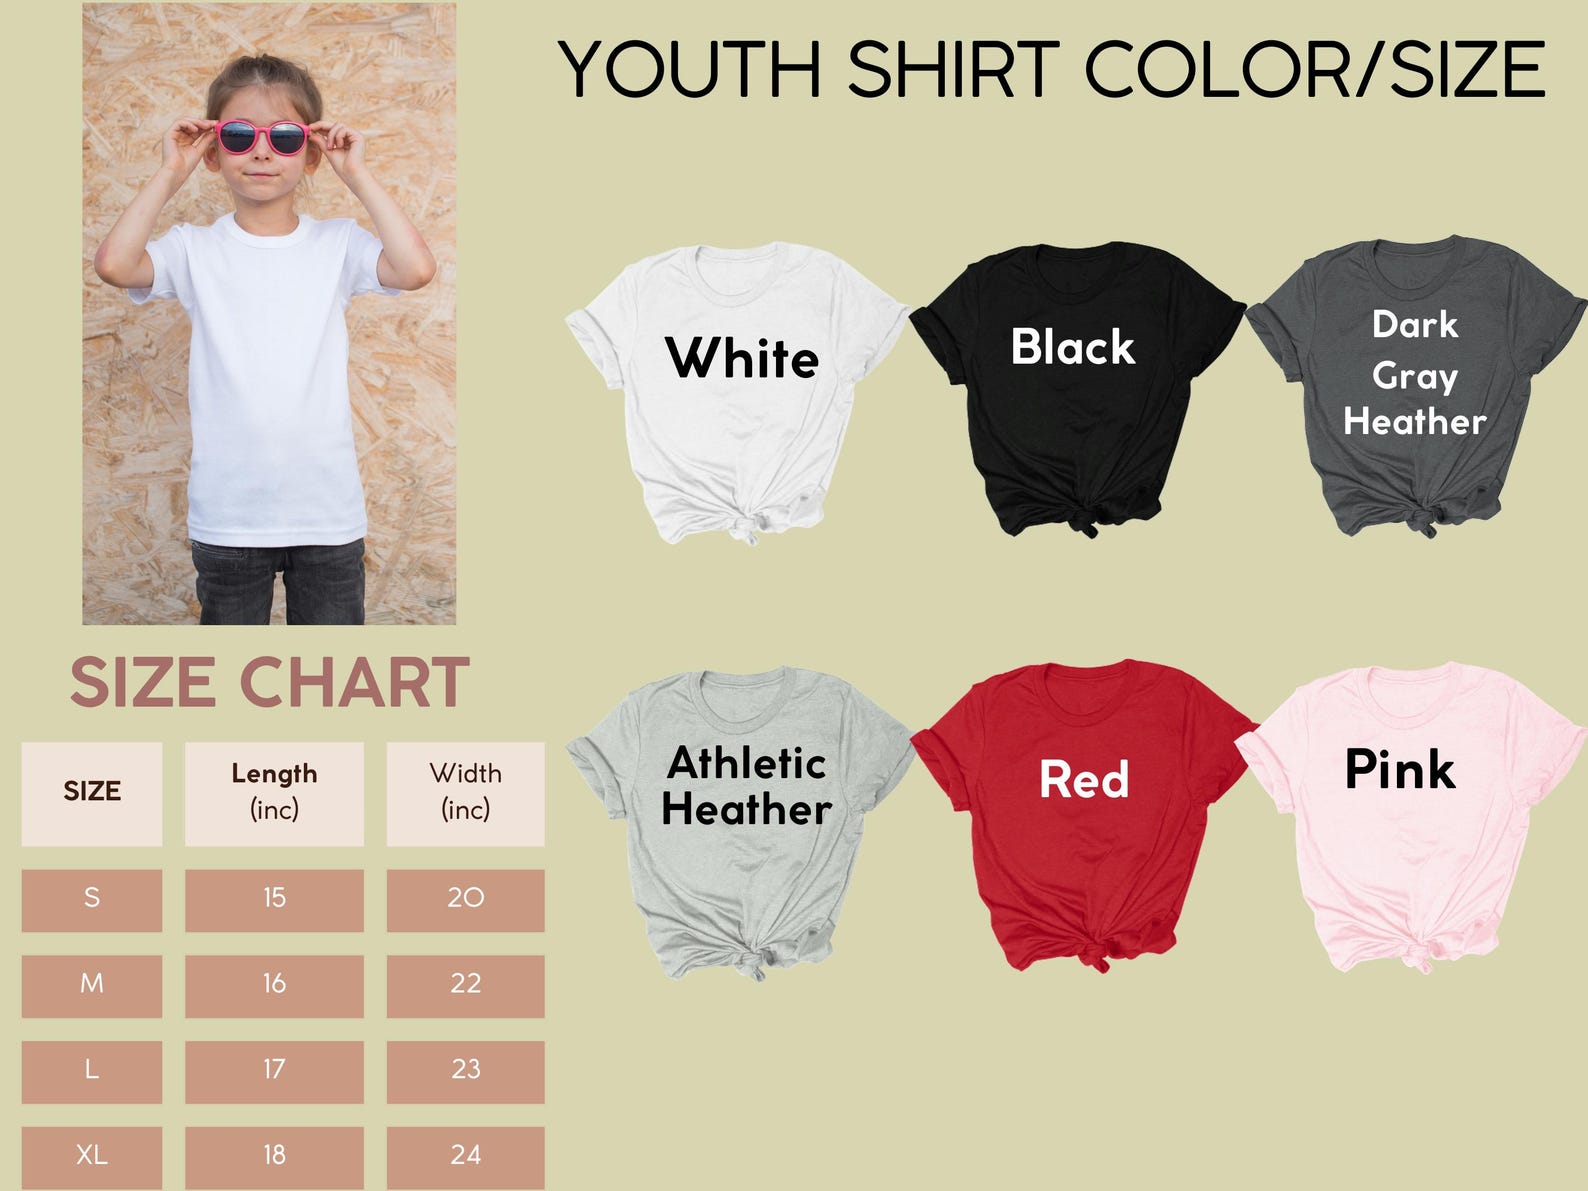 YOUTH SHIRT COLOR/SIZE
White
Black
Dark
Gray
Heather
Athletic
Heather
Red
Pink
SIZE CHART
SIZE Length (inc) Width (inc)
S 15 20
M 16 22
L 17 23
XL 18 24